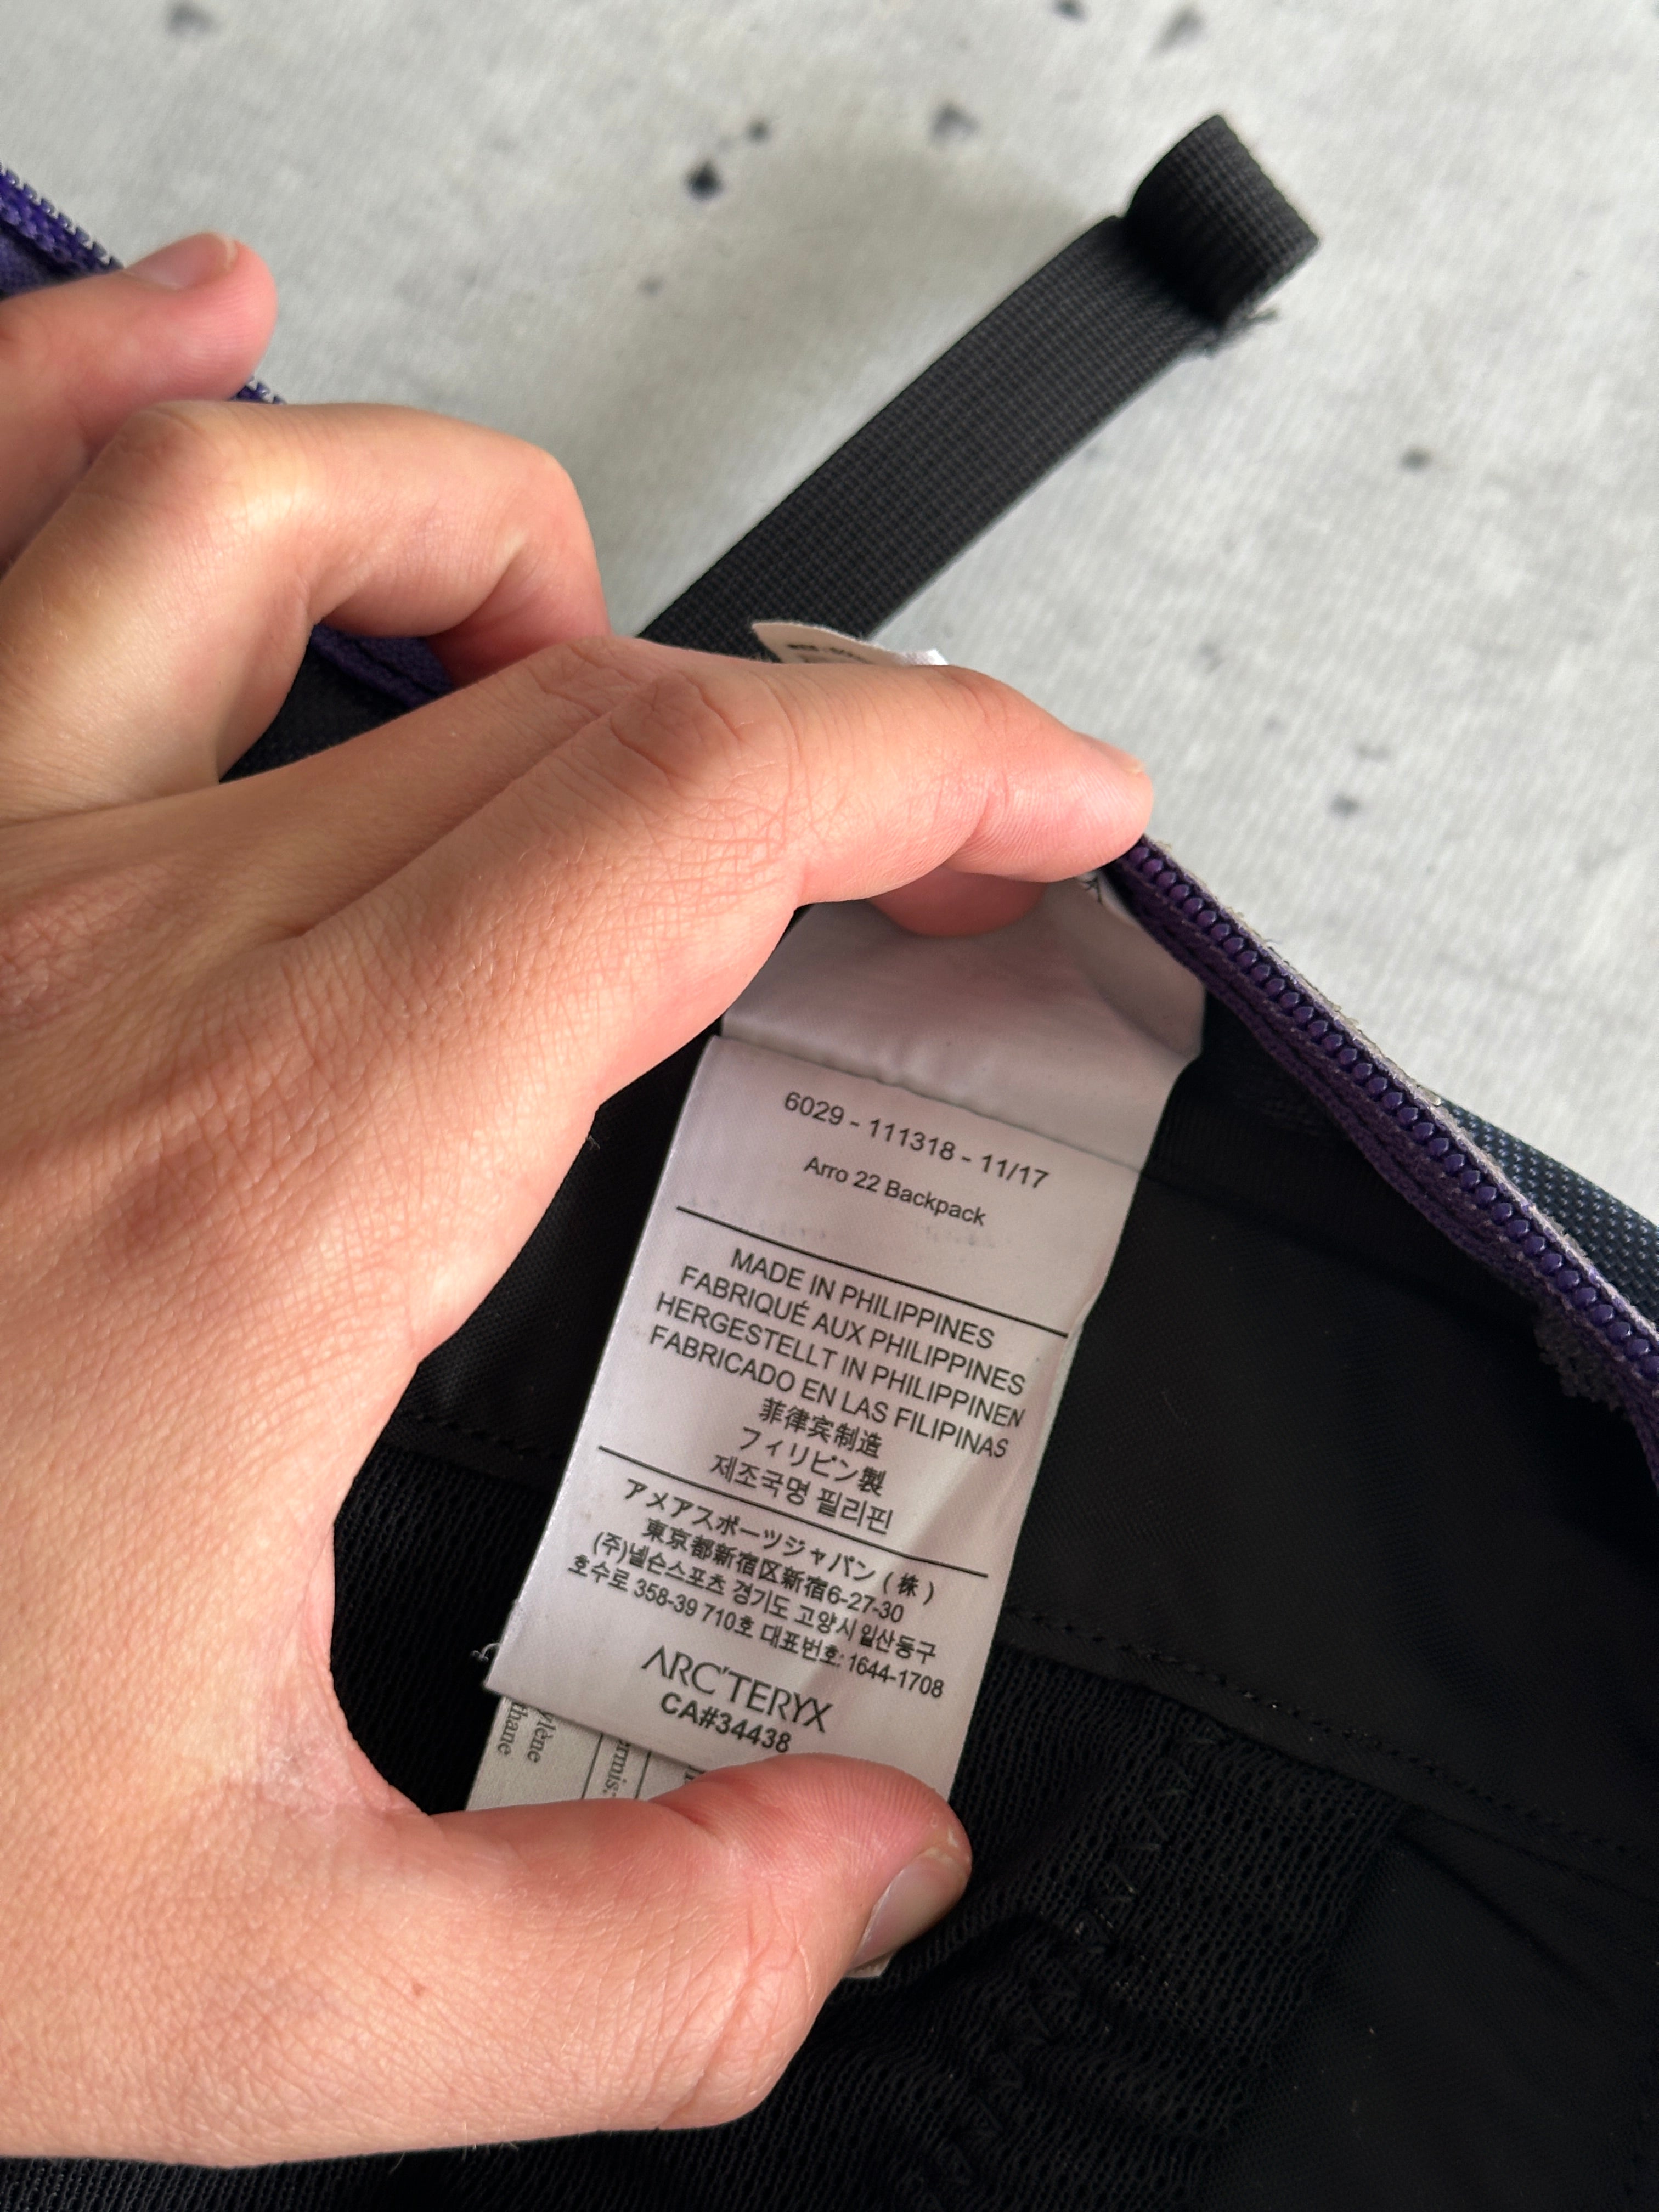 6029 - 111318 - 11/17
Arro 22 Backpack
MADE IN PHILIPPINES
FABRIQUÉ AUX PHILIPPINES
HERGESTELLT IN PHILIPPINEN
FABRICADO EN LAS FILIPINAS
菲律宾制造
フィリピン製
제조국명 필리핀
アメアスポーツジャパン（株）
東京都新宿区新宿6-27-30
(주)넬슨스포츠 경기도 고양시 일산동구
호수로 358-39 710호 대표번호: 1644-1708
ARC'TERYX
CA#34438